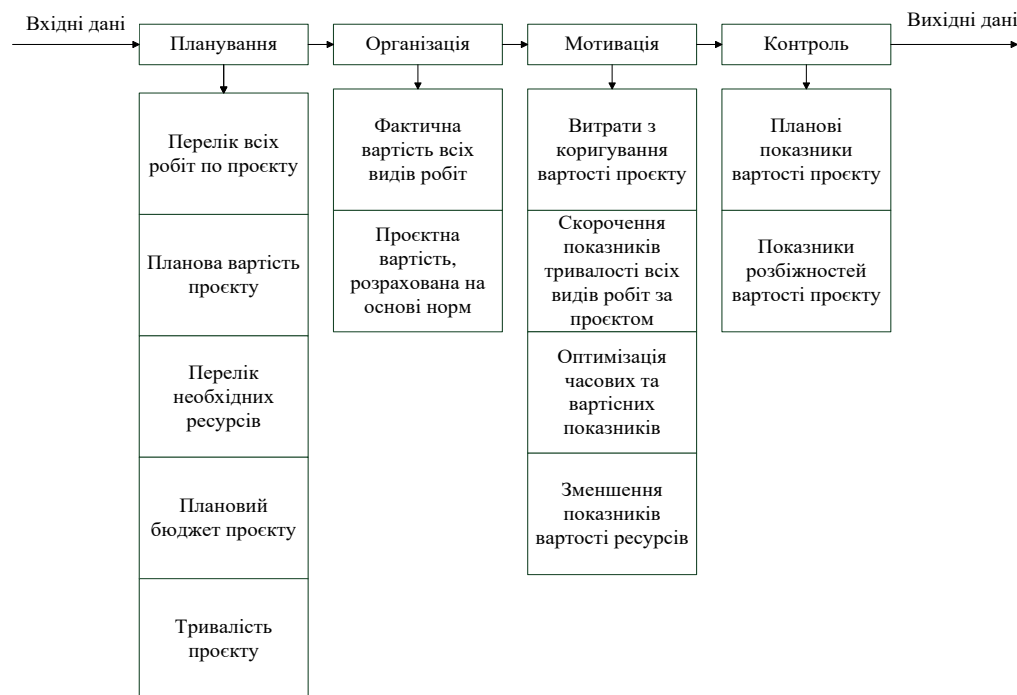 Вхідні дані
Вихідні дані
Планування
Організація
Мотивація
Контроль
Перелік всіх
робіт по проєкту
Планова вартість
проєкту
Перелік
необхідних
ресурсів
Плановий
бюджет проєкту
Тривалість
проєкту
Фактична
вартість всіх
видів робіт
Проєктна
вартість,
розрахована на
основі норм
Витрати з
коригування
вартості проєкту
Скорочення
показників
тривалості всіх
видів робіт за
проєктом
Оптимізація
часових та
вартісних
показників
Зменшення
показників
вартості ресурсів
Планові
показники
вартості проєкту
Показники
розбіжностей
вартості проєкту